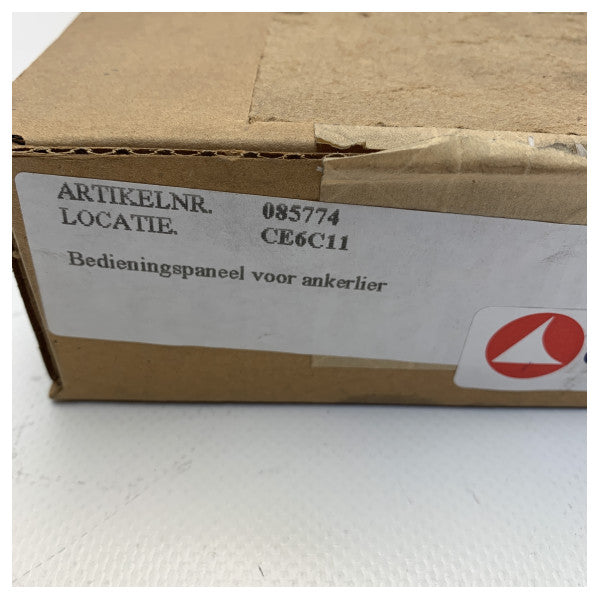 ARTIKELNR. 085774
LOCATIE. CE6C11
Bedieningspaneel voor ankerlier